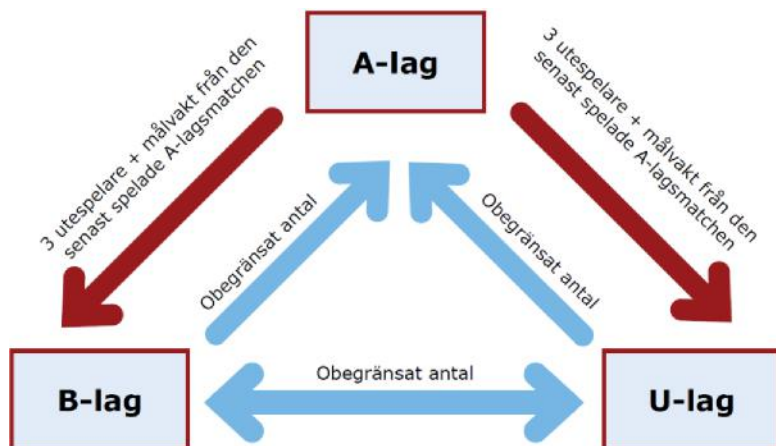 A-lag
3 utespelare + målvakt från den
senast spelade A-lagsmatchen
3 utespelare + målvakt från den
senast spelade A-lagsmatchen
Obegränsat antal
Obegränsat antal
Obegränsat antal
B-lag
U-lag